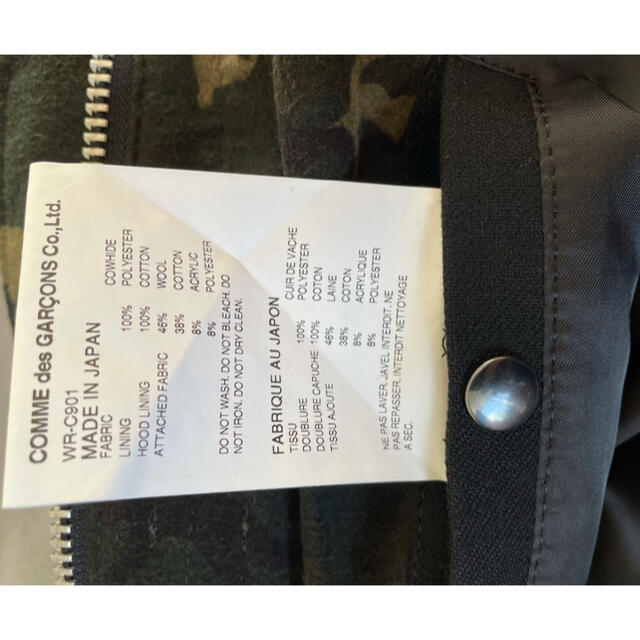 COMME des GARÇONS Co.,Ltd.
WR-C901
MADE IN JAPAN
FABRIC COWHIDE
LINING 100% POLYESTER
HOOD LINING 100% COTTON
ATTACHED FABRIC 46% WOOL
38% COTTON
8% ACRYLIC
8% POLYESTER
DO NOT WASH. DO NOT BLEACH. DO
NOT IRON. DO NOT DRY CLEAN.
FABRIQUE AU JAPON
TISSU CUIR DE VACHE
DOUBLURE 100% POLYESTER
DOUBLURE CAPUCHE 100% COTON
TISSU AJOUTE 46% LAINE
38% COTON
8% ACRYLIQUE
8% POLYESTER
NE PAS LAVER, JAVEL INTERDIT, NE
PAS REPASSER, INTERDIT NETTOYAGE
A SEC.